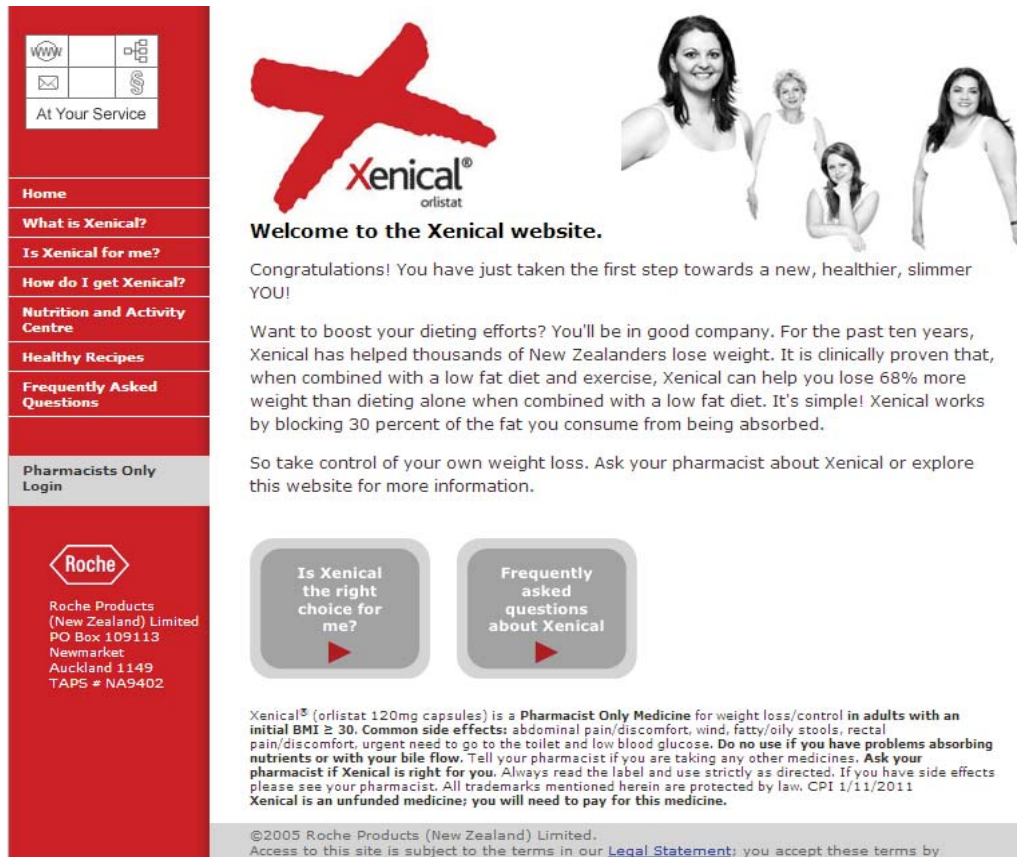 www
§
At Your Service
Home
What is Xenical?
Is Xenical for me?
How do I get Xenical?
Nutrition and Activity
Centre
Healthy Recipes
Frequently Asked
Questions
Pharmacists Only
Login
Roche
Roche Products
(New Zealand) Limited
PO Box 109113
Newmarket
Auckland 1149
TAPS # NA9402
Xenical®
orlistat
Welcome to the Xenical website.
Congratulations! You have just taken the first step towards a new, healthier, slimmer
YOU!
Want to boost your dieting efforts? You'll be in good company. For the past ten years,
Xenical has helped thousands of New Zealanders lose weight. It is clinically proven that,
when combined with a low fat diet and exercise, Xenical can help you lose 68% more
weight than dieting alone when combined with a low fat diet. It's simple! Xenical works
by blocking 30 percent of the fat you consume from being absorbed.
So take control of your own weight loss. Ask your pharmacist about Xenical or explore
this website for more information.
Is Xenical
the right
choice for
me?
Frequently
asked
questions
about Xenical
Xenical® (orlistat 120mg capsules) is a Pharmacist Only Medicine for weight loss/control in adults with an
initial BMI ≥ 30. Common side effects: abdominal pain/discomfort, wind, fatty/oily stools, rectal
pain/discomfort, urgent need to go to the toilet and low blood glucose. Do no use if you have problems absorbing
nutrients or with your bile flow. Tell your pharmacist if you are taking any other medicines. Ask your
pharmacist if Xenical is right for you. Always read the label and use strictly as directed. If you have side effects
please see your pharmacist. All trademarks mentioned herein are protected by law. CPI 1/11/2011
Xenical is an unfunded medicine; you will need to pay for this medicine.
©2005 Roche Products (New Zealand) Limited.
Access to this site is subject to the terms in our Legal Statement; you accept these terms by